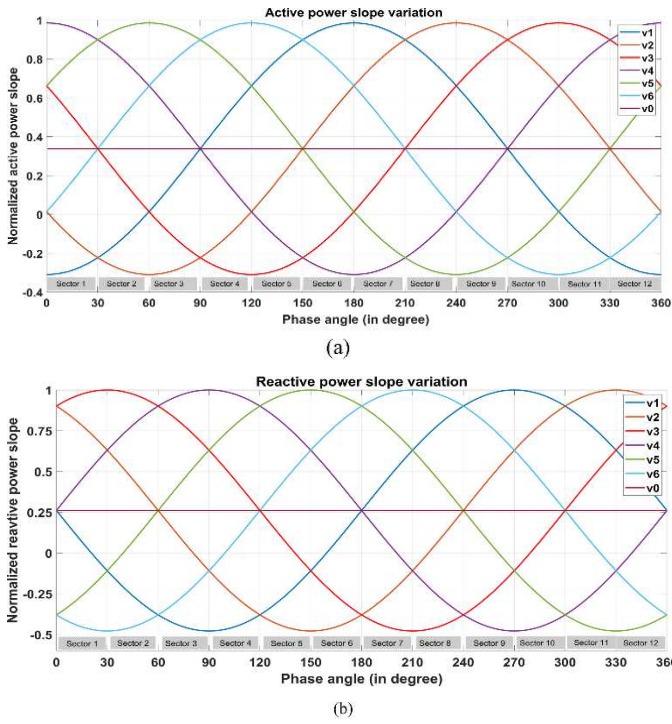 Active power slope variation
Normalized active power slope
1
0.8
0.6
0.4
0.2
0
-0.2
-0.4
v1
v2
v3
v4
v5
v6
v0
Sector 1 Sector 2 Sector 3 Sector 4 Sector 5 Sector 6 Sector 7 Sector 8 Sector 9 Sector 10 Sector 11 Sector 12
0 30 60 90 120 150 180 210 240 270 300 330 360
Phase angle (in degree)
(a)
Reactive power slope variation
Normalized reavtive power slope
1
0.75
0.5
0.25
0
-0.25
-0.5
v1
v2
v3
v4
v5
v6
v0
Sector 1 Sector 2 Sector 3 Sector 4 Sector 5 Sector 6 Sector 7 Sector 8 Sector 9 Sector 10 Sector 11 Sector 12
0 30 60 90 120 150 180 210 240 270 300 330 360
Phase angle (in degree)
(b)